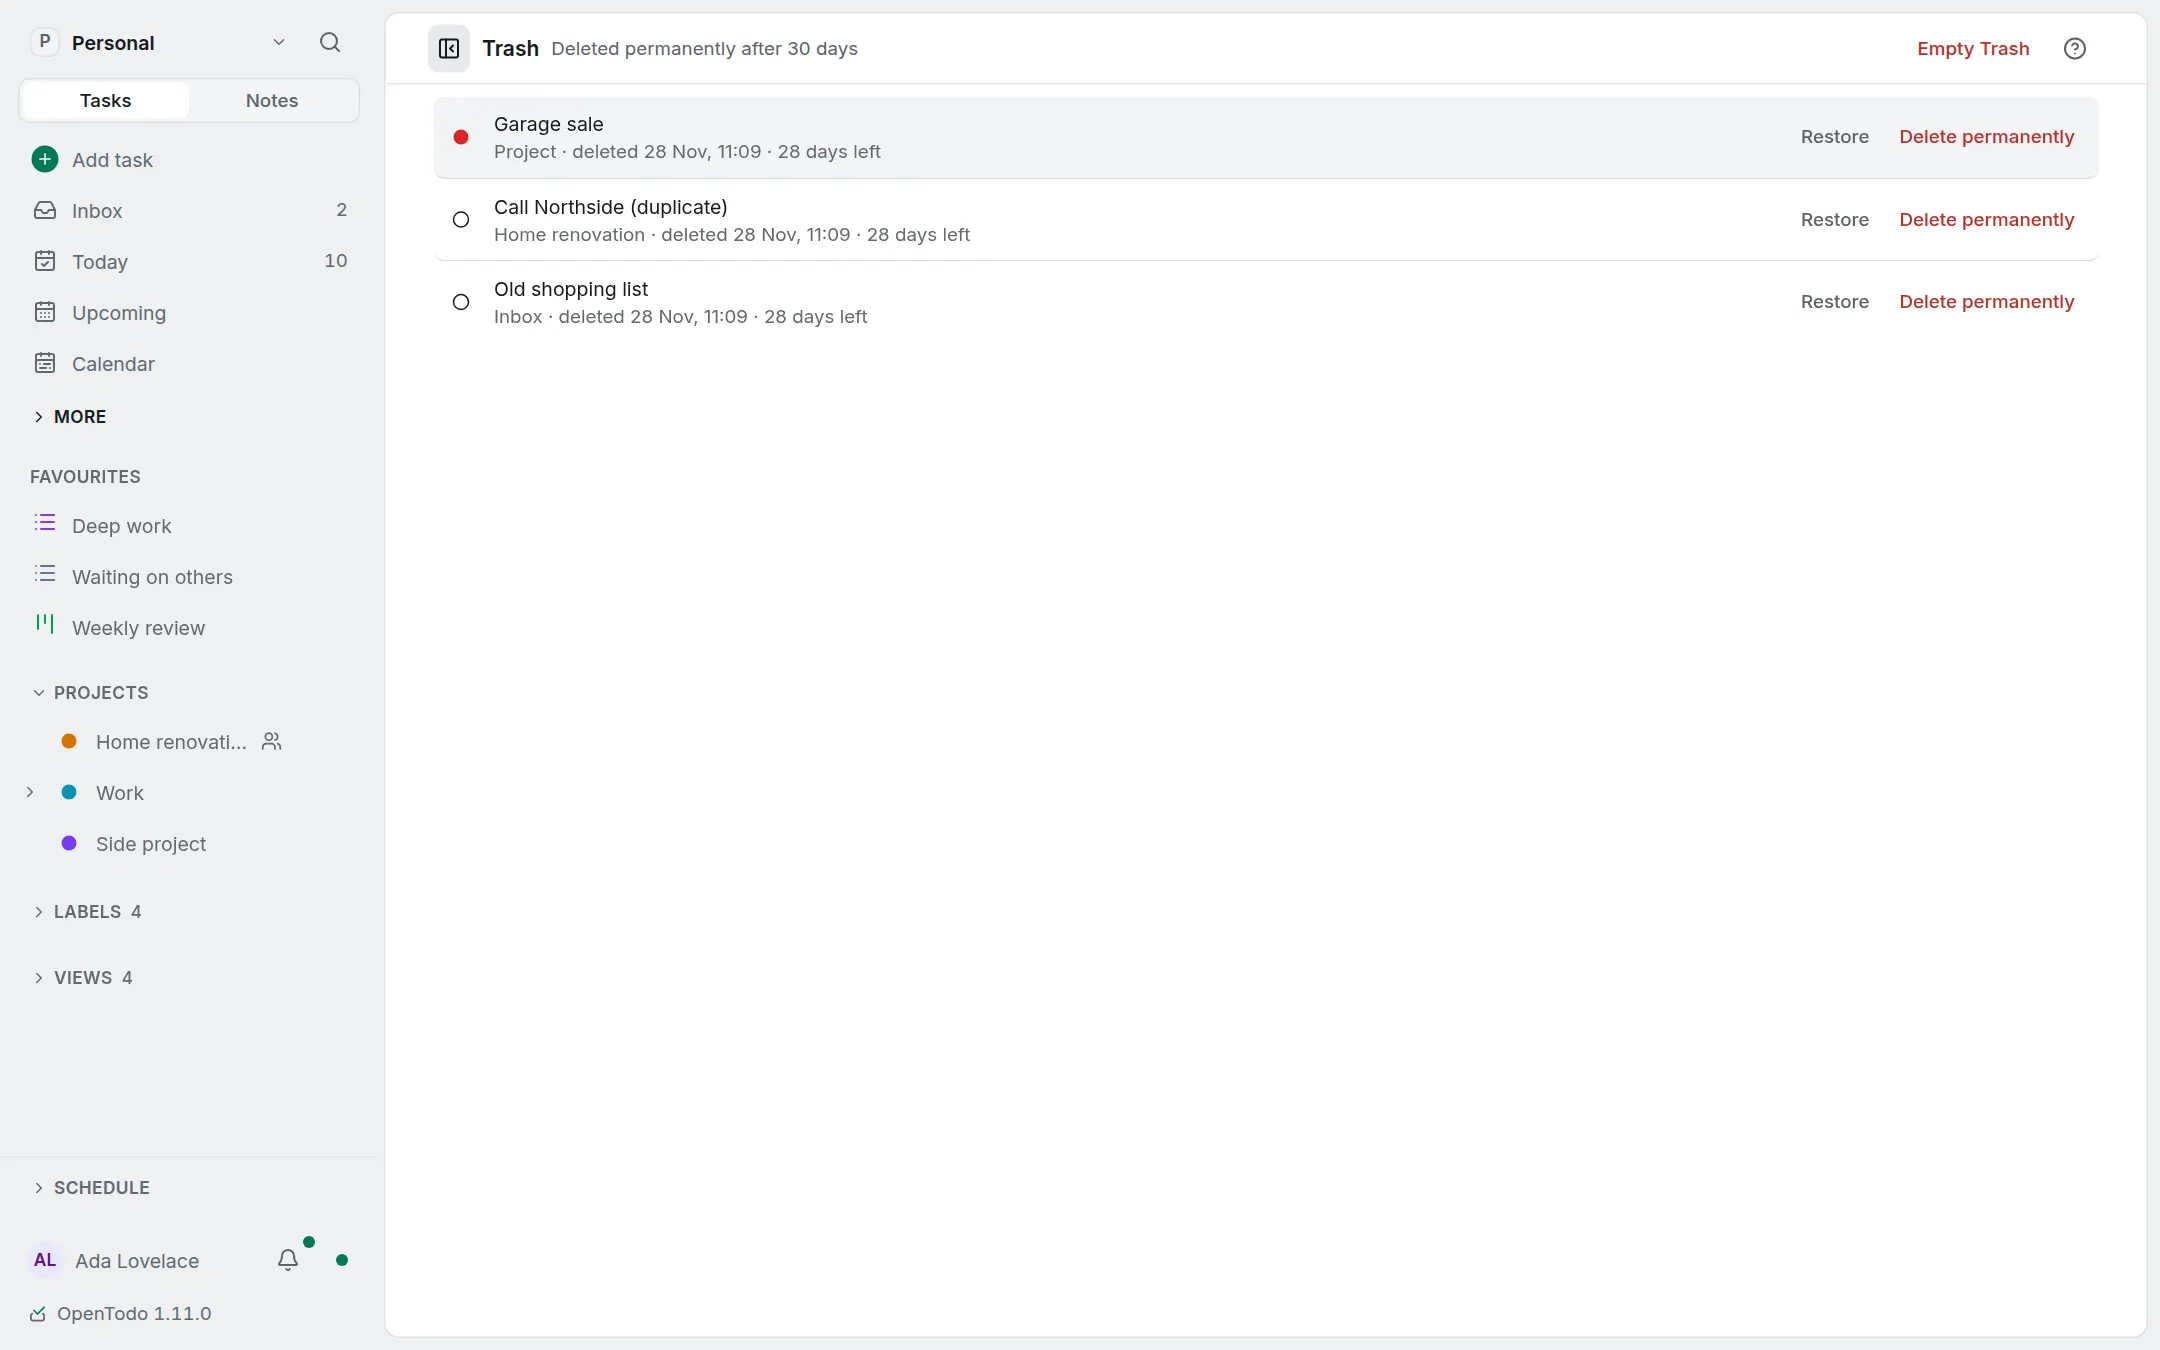 P Personal
Tasks Notes
Add task
Inbox 2
Today 10
Upcoming
Calendar
MORE
FAVOURITES
Deep work
Waiting on others
Weekly review
PROJECTS
Home renovati...
Work
Side project
LABELS 4
VIEWS 4
SCHEDULE
AL Ada Lovelace
OpenTodo 1.11.0
Trash Deleted permanently after 30 days Empty Trash
Garage sale
Project · deleted 28 Nov, 11:09 · 28 days left
Restore Delete permanently
Call Northside (duplicate)
Home renovation · deleted 28 Nov, 11:09 · 28 days left
Restore Delete permanently
Old shopping list
Inbox · deleted 28 Nov, 11:09 · 28 days left
Restore Delete permanently